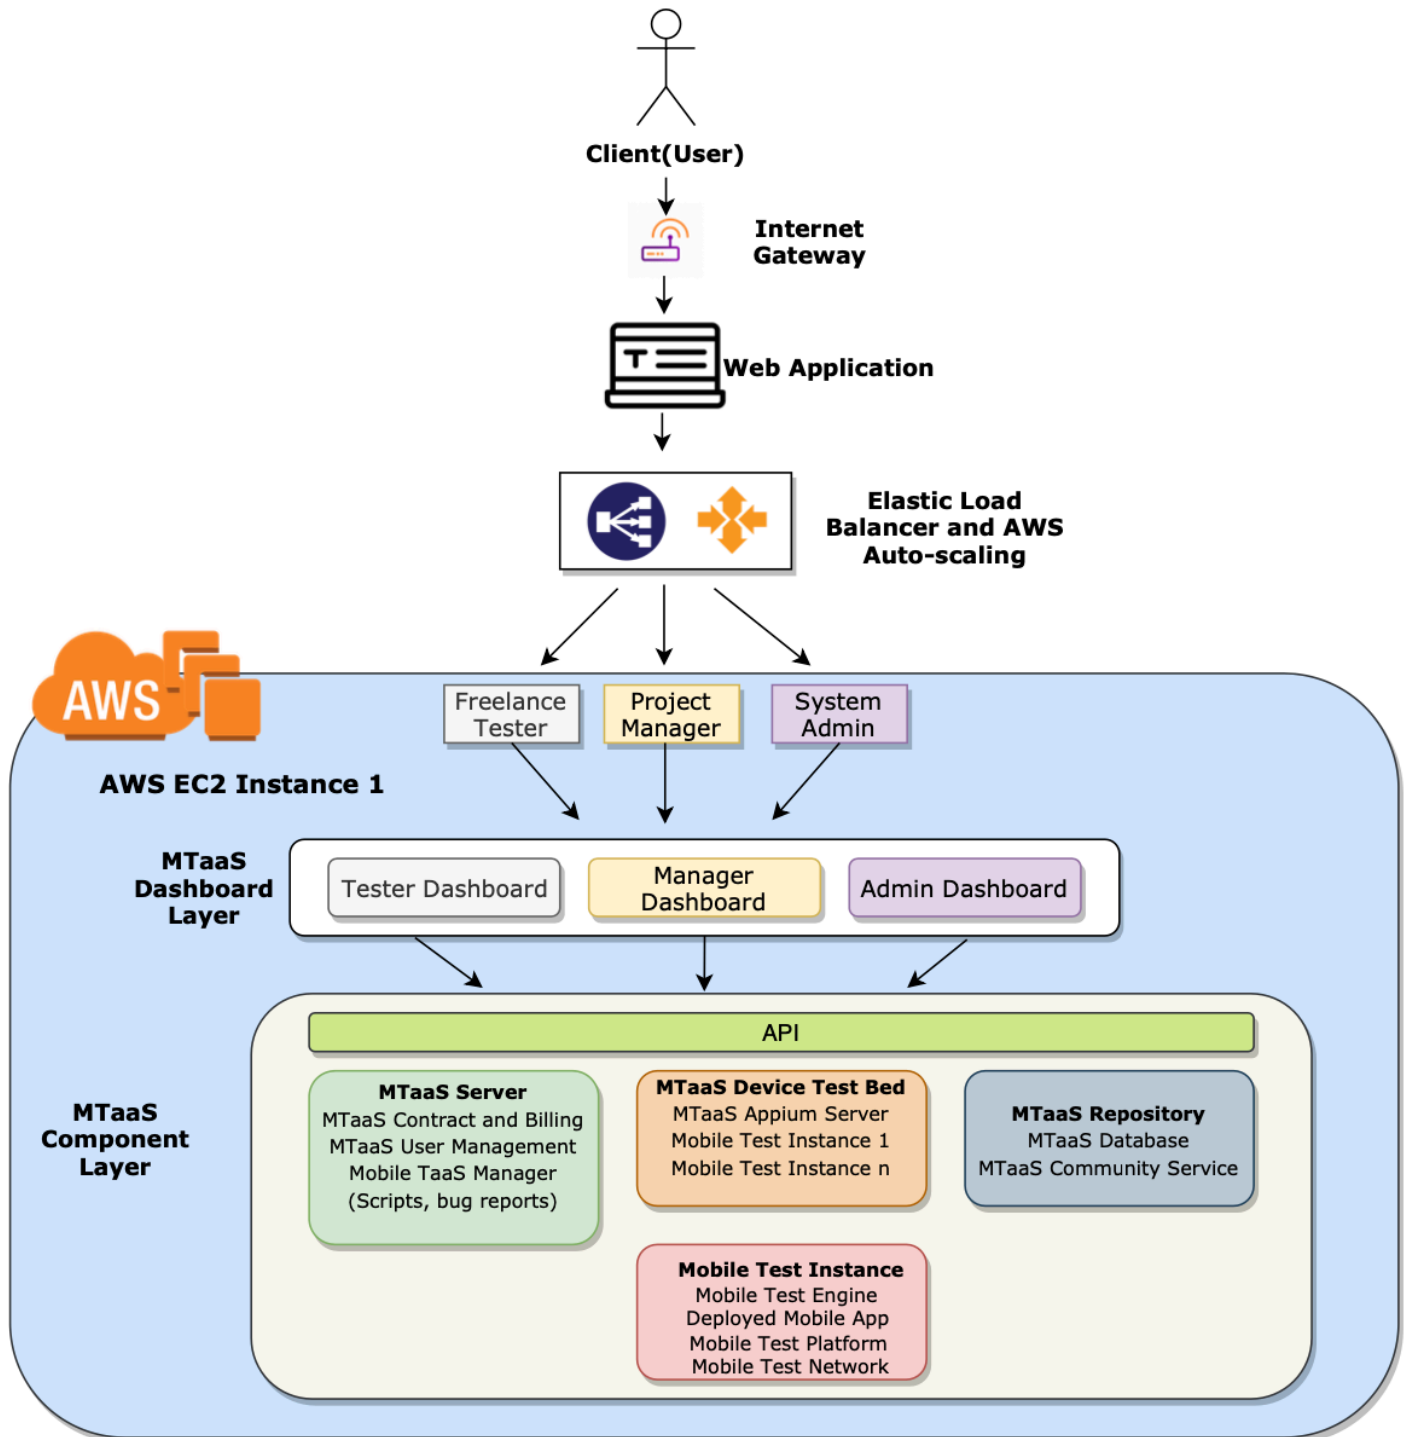 Client(User)
Internet
Gateway
T
Web Application
Elastic Load
Balancer and AWS
Auto-scaling
AWS
Freelance
Tester
Project
Manager
System
Admin
AWS EC2 Instance 1
MTaaS
Dashboard
Layer
Tester Dashboard
Manager
Dashboard
Admin Dashboard
API
MTaaS
Component
Layer
MTaaS Server
MTaaS Contract and Billing
MTaaS User Management
Mobile TaaS Manager
(Scripts, bug reports)
MTaaS Device Test Bed
MTaaS Appium Server
Mobile Test Instance 1
Mobile Test Instance n
MTaaS Repository
MTaaS Database
MTaaS Community Service
Mobile Test Instance
Mobile Test Engine
Deployed Mobile App
Mobile Test Platform
Mobile Test Network